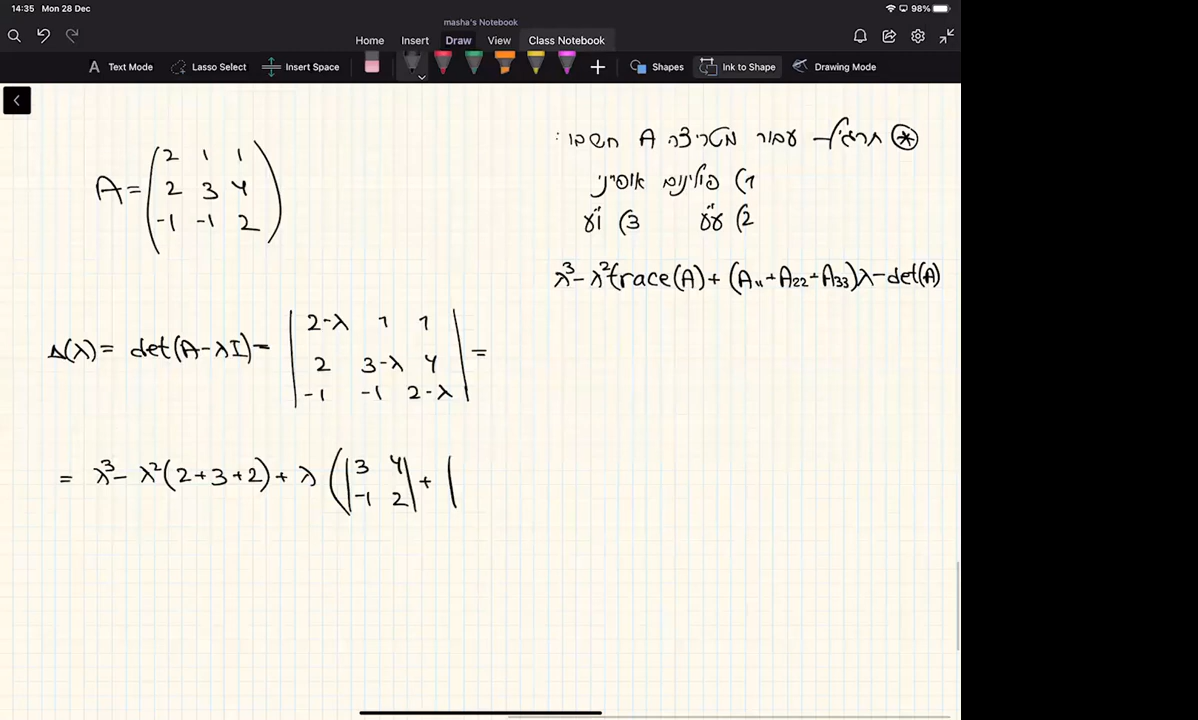 14:35 Mon 28 Dec
98%
masha's Notebook
Home Insert Draw View Class Notebook
Text Mode Lasso Select Insert Space Shapes Ink to Shape Drawing Mode
⊛ תרגיל – עבור מטריצה A חשבו:
1) פולינום אופייני
2) ע"ע 3) ו"ע
λ³ - λ² trace(A) + (A₁₁ + A₂₂ + A₃₃)λ - det(A)
A =
2 1 1
2 3 4
-1 -1 2
Δ(λ) = det(A - λI) =
2-λ 1 1
2 3-λ 4
-1 -1 2-λ
=
= λ³ - λ²(2+3+2) + λ ( | 3 4
-1 2 | + |